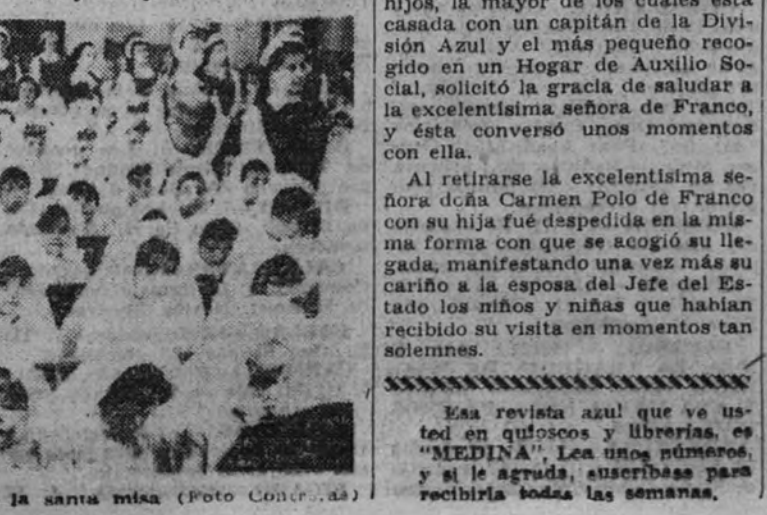 la santa misa (Foto Contreras)
hijos, la mayor de los cuales está
casada con un capitán de la Divi-
sión Azul y el más pequeño reco-
gido en un Hogar de Auxilio So-
cial, solicitó la gracia de saludar a
la excelentísima señora de Franco,
y ésta conversó unos momentos
con ella.
Al retirarse la excelentísima se-
ñora doña Carmen Polo de Franco
con su hija fué despedida en la mis-
ma forma con que se acogió su lle-
gada, manifestando una vez más su
cariño a la esposa del Jefe del Es-
tado los niños y niñas que habían
recibido su visita en momentos tan
solemnes.
Esa revista azul que ve us-
ted en quioscos y librerías, es
"MEDINA". Lea unos números,
y si le agrada, suscríbase para
recibirla todas las semanas.